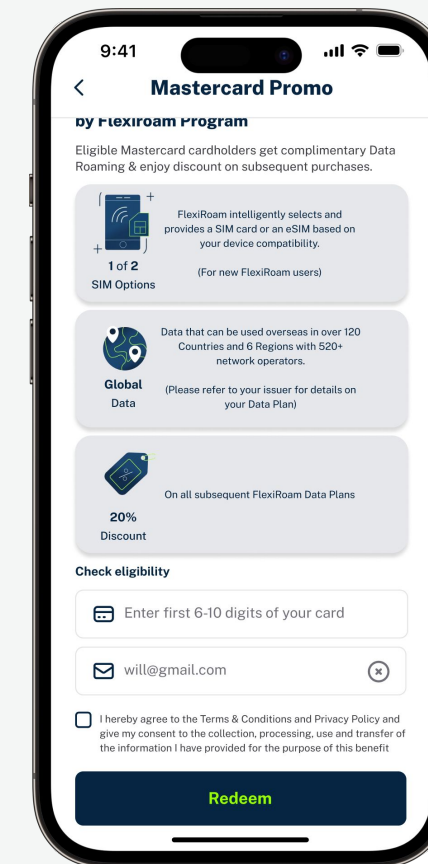 9:41
Mastercard Promo
by Flexiroam Program
Eligible Mastercard cardholders get complimentary Data
Roaming & enjoy discount on subsequent purchases.
FlexiRoam intelligently selects and
provides a SIM card or an eSIM based on
your device compatibility.
(For new FlexiRoam users)
1 of 2
SIM Options
Data that can be used overseas in over 120
Countries and 6 Regions with 520+
network operators.
(Please refer to your issuer for details on
your Data Plan)
Global
Data
On all subsequent FlexiRoam Data Plans
20%
Discount
Check eligibility
Enter first 6-10 digits of your card
will@gmail.com
I hereby agree to the Terms & Conditions and Privacy Policy and
give my consent to the collection, processing, use and transfer of
the information I have provided for the purpose of this benefit
Redeem